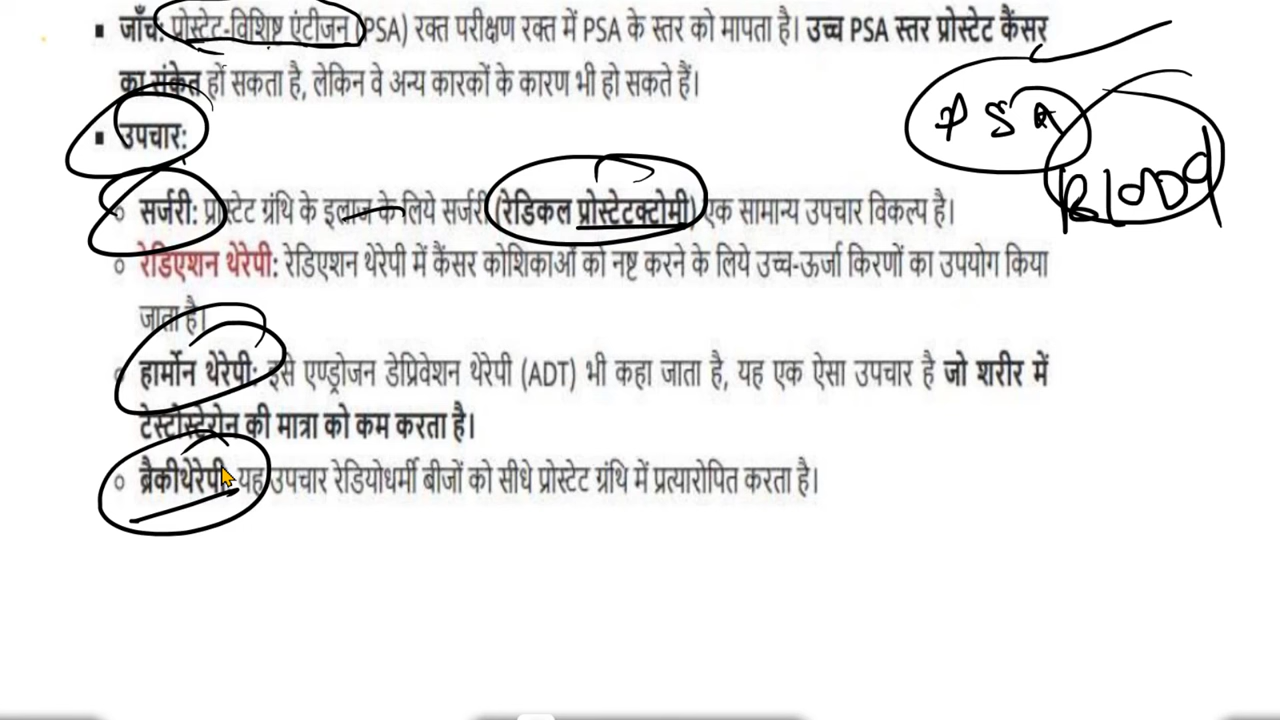 ▪ जाँच: प्रोस्टेट-विशिष्ट एंटीजन (PSA) रक्त परीक्षण रक्त में PSA के स्तर को मापता है। उच्च PSA स्तर प्रोस्टेट कैंसर
का संकेत हो सकता है, लेकिन वे अन्य कारकों के कारण भी हो सकते हैं।
PSA
Blood
▪ उपचार:
○ सर्जरी: प्रोस्टेट ग्रंथि के इलाज के लिये सर्जरी (रेडिकल प्रोस्टेटक्टोमी) एक सामान्य उपचार विकल्प है।
○ रेडिएशन थेरेपी: रेडिएशन थेरेपी में कैंसर कोशिकाओं को नष्ट करने के लिये उच्च-ऊर्जा किरणों का उपयोग किया
जाता है।
○ हार्मोन थेरेपी: इसे एण्ड्रोजन डेप्रिवेशन थेरेपी (ADT) भी कहा जाता है, यह एक ऐसा उपचार है जो शरीर में
टेस्टोस्टेरोन की मात्रा को कम करता है।
○ ब्रैकीथेरेपी: यह उपचार रेडियोधर्मी बीजों को सीधे प्रोस्टेट ग्रंथि में प्रत्यारोपित करता है।